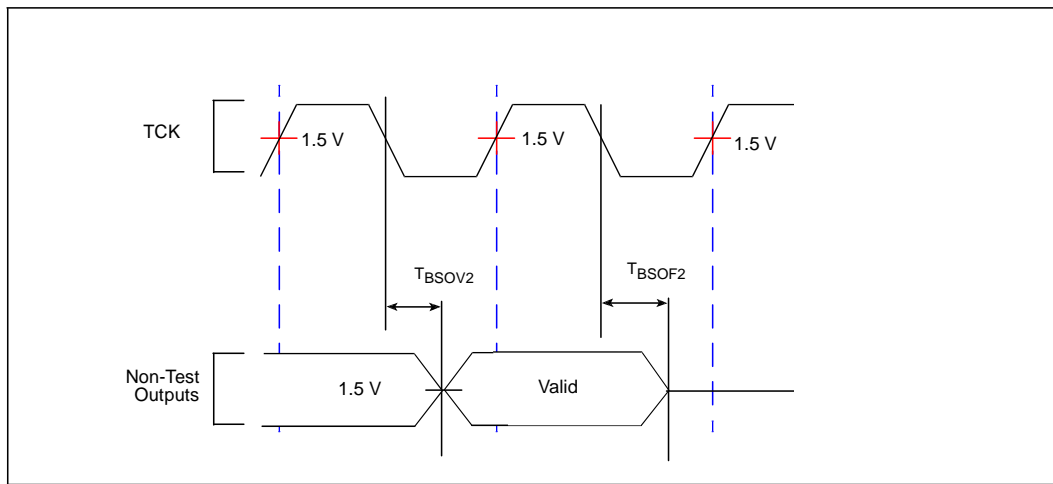 TCK
1.5 V
1.5 V
1.5 V
TBSOV2
TBSOF2
Non-Test
Outputs
1.5 V
Valid